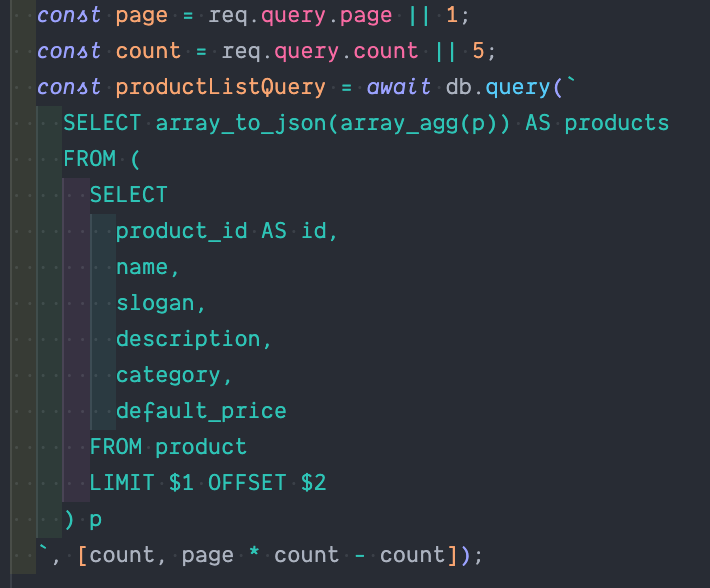 const page = req.query.page || 1;
const count = req.query.count || 5;
const productListQuery = await db.query(`
SELECT array_to_json(array_agg(p)) AS products
FROM (
SELECT
product_id AS id,
name,
slogan,
description,
category,
default_price
FROM product
LIMIT $1 OFFSET $2
) p
`, [count, page * count - count]);